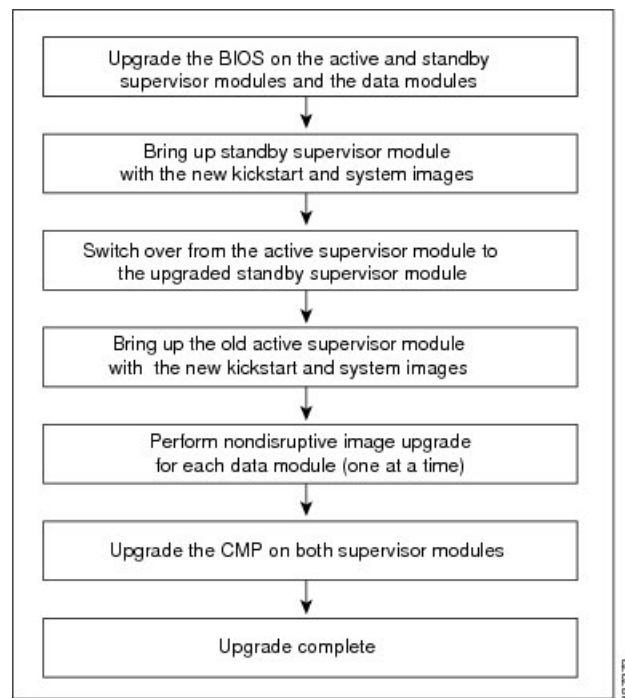 Upgrade the BIOS on the active and standby
supervisor modules and the data modules
Bring up standby supervisor module
with the new kickstart and system images
Switch over from the active supervisor module to
the upgraded standby supervisor module
Bring up the old active supervisor module
with the new kickstart and system images
Perform nondisruptive image upgrade
for each data module (one at a time)
Upgrade the CMP on both supervisor modules
Upgrade complete